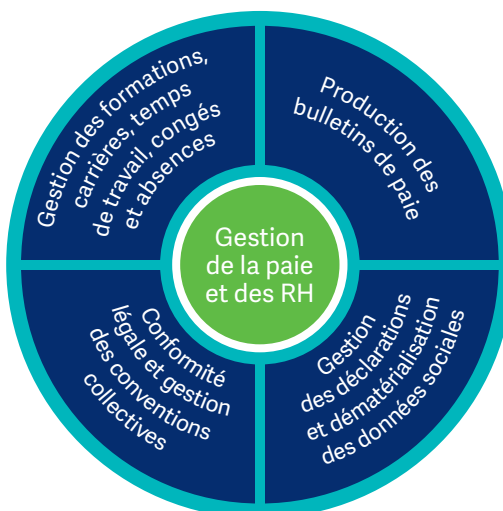 Gestion des formations,
carrières, temps
de travail, congés
et absences
Production des
bulletins de paie
Gestion
de la paie
et des RH
Conformité
légale et gestion
des conventions
collectives
Gestion
des déclarations
et dématérialisation
des données sociales